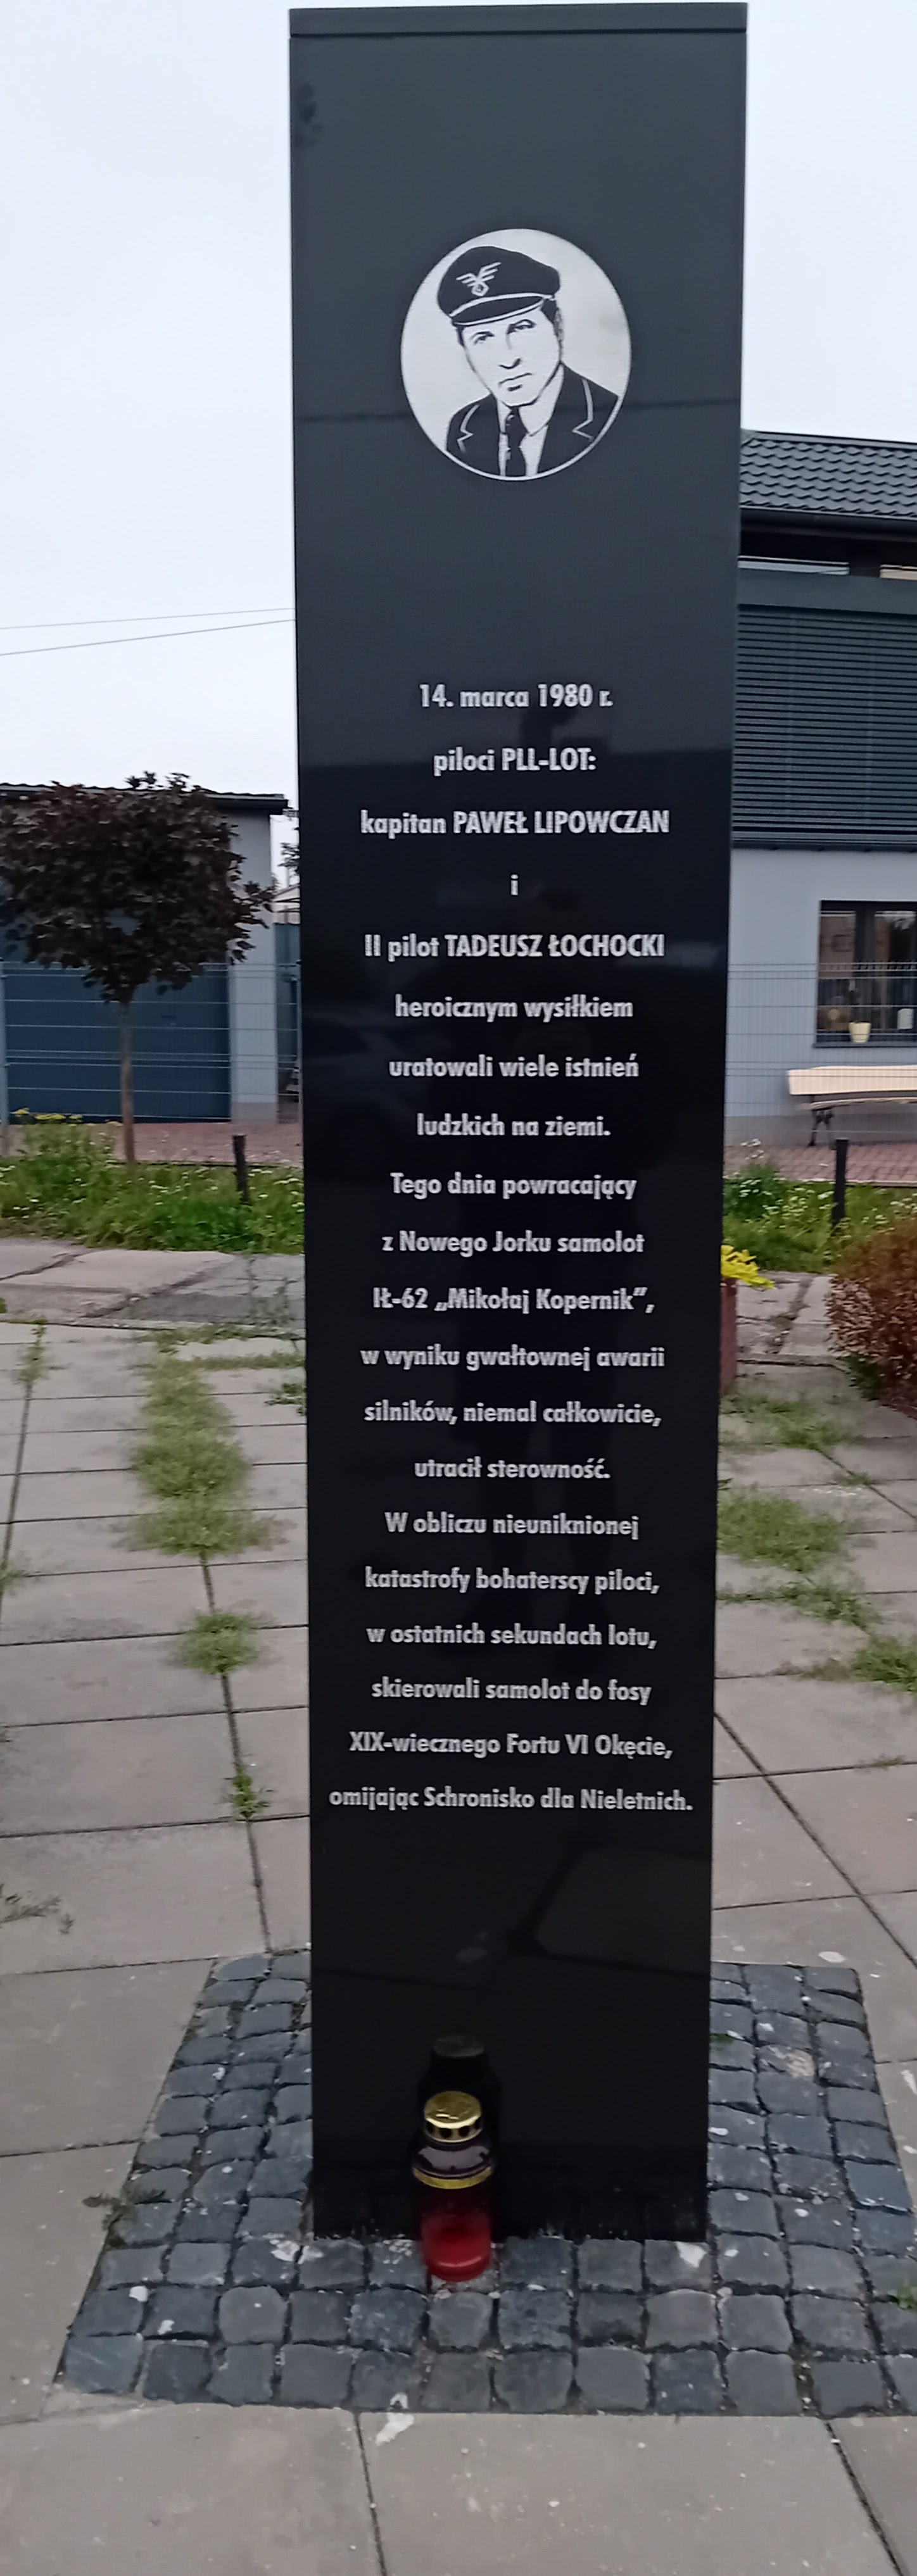 14. marca 1980 r.
piloci PLL-LOT:
kapitan PAWEŁ LIPOWCZAN
i
II pilot TADEUSZ ŁOCHOCKI
heroicznym wysiłkiem
uratowali wiele istnień
ludzkich na ziemi.
Tego dnia powracający
z Nowego Jorku samolot
IŁ-62 „Mikołaj Kopernik”,
w wyniku gwałtownej awarii
silników, niemal całkowicie,
utracił sterowność.
W obliczu nieuniknionej
katastrofy bohaterscy piloci,
w ostatnich sekundach lotu,
skierowali samolot do fosy
XIX-wiecznego Fortu VI Okęcie,
omijając Schronisko dla Nieletnich.